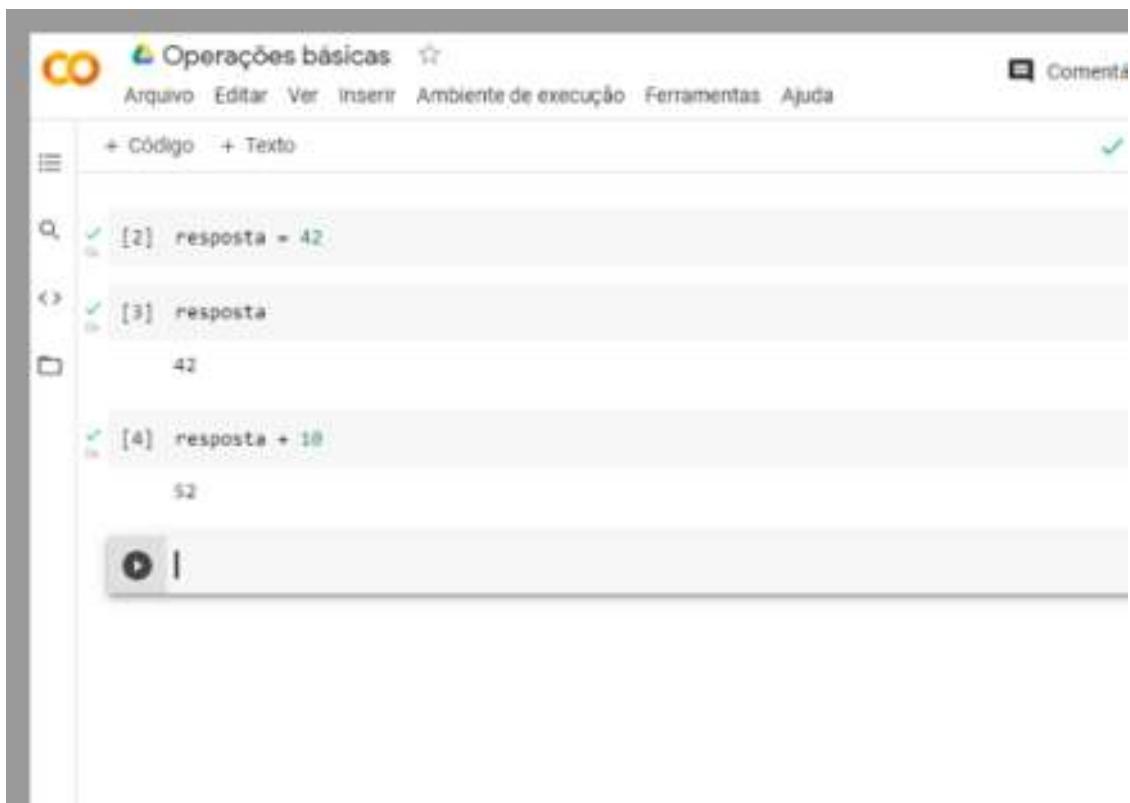 CO Operações básicas
Comentá
Arquivo Editar Ver Inserir Ambiente de execução Ferramentas Ajuda
+ Código + Texto
[2] resposta = 42
[3] resposta
42
[4] resposta + 10
52